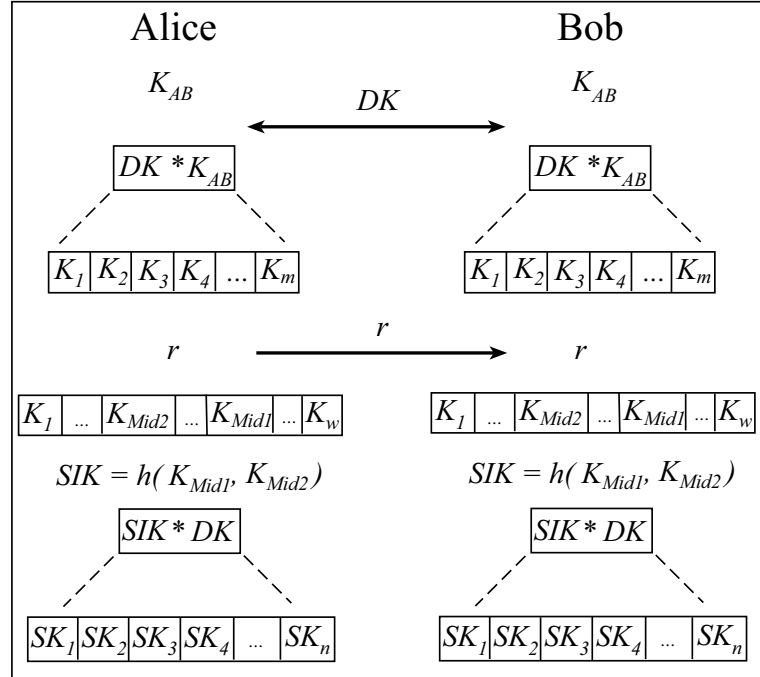 Alice Bob
K_AB DK K_AB
DK * K_AB DK * K_AB
K_1 K_2 K_3 K_4 ... K_m K_1 K_2 K_3 K_4 ... K_m
r r r
K_1 ... K_Mid2 ... K_Mid1 ... K_w K_1 ... K_Mid2 ... K_Mid1 ... K_w
SIK = h( K_Mid1, K_Mid2 ) SIK = h( K_Mid1, K_Mid2 )
SIK * DK SIK * DK
SK_1 SK_2 SK_3 SK_4 ... SK_n SK_1 SK_2 SK_3 SK_4 ... SK_n